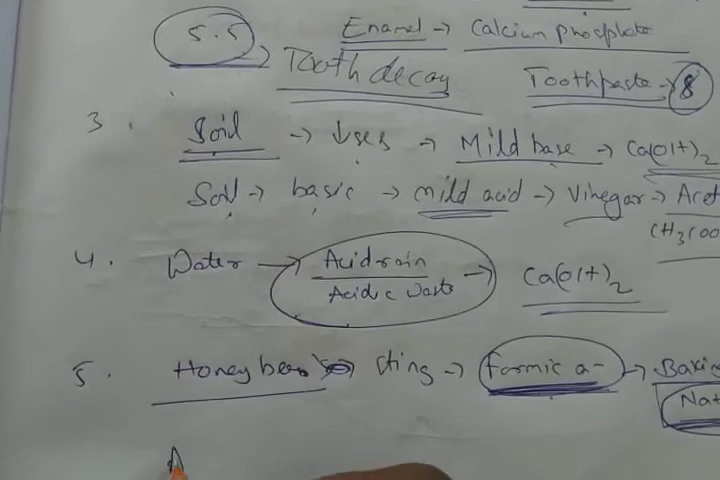 5.5 Enamel → Calcium phosphate
→ Tooth decay Toothpaste → 8
3. Soil → ↓ses → Mild base → Ca(OH)2
Soil → basic → mild acid → Vinegar → Acet
CH3COO
4. Water → Acid rain → Ca(OH)2
Acidic waste
5. Honey bee → sting → Formic a- → Baking
Nat
A